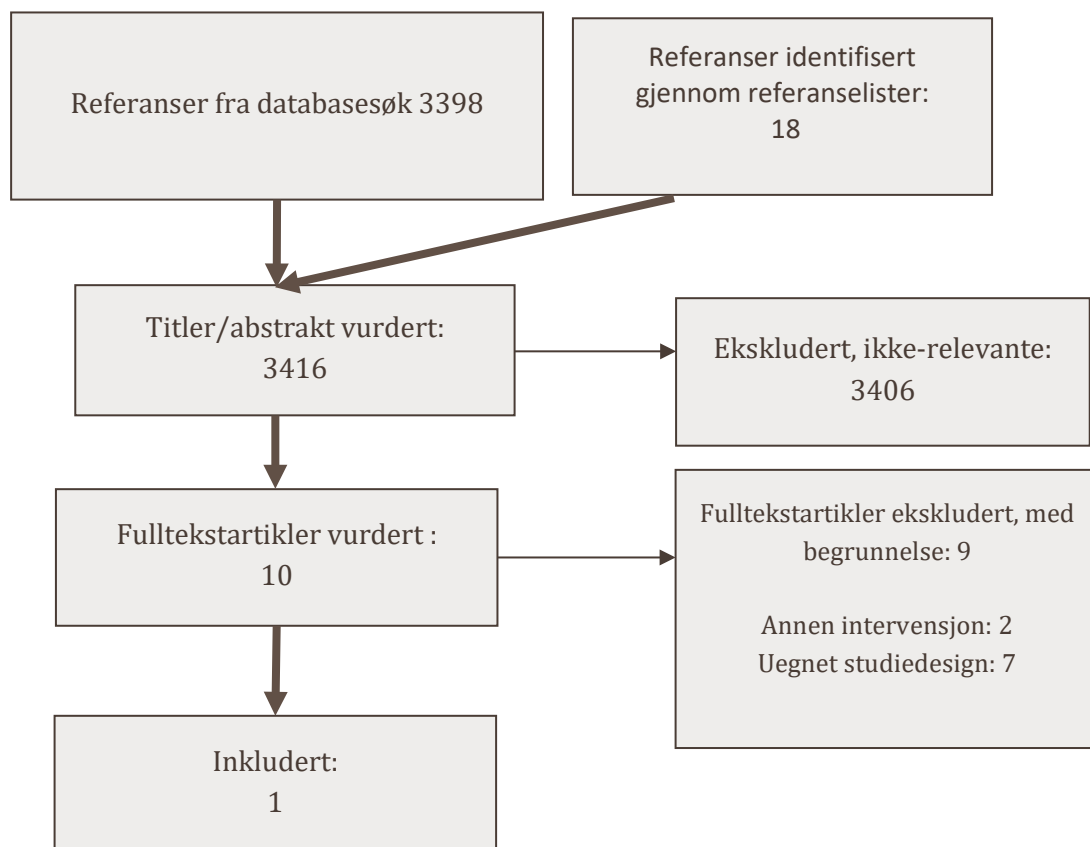 Referanser fra databasesøk 3398
Referanser identifisert
gjennom referanselister:
18
Titler/abstrakt vurdert:
3416
Ekskludert, ikke-relevante:
3406
Fulltekstartikler vurdert :
10
Fulltekstartikler ekskludert, med
begrunnelse: 9
Annen intervensjon: 2
Uegnet studiedesign: 7
Inkludert:
1